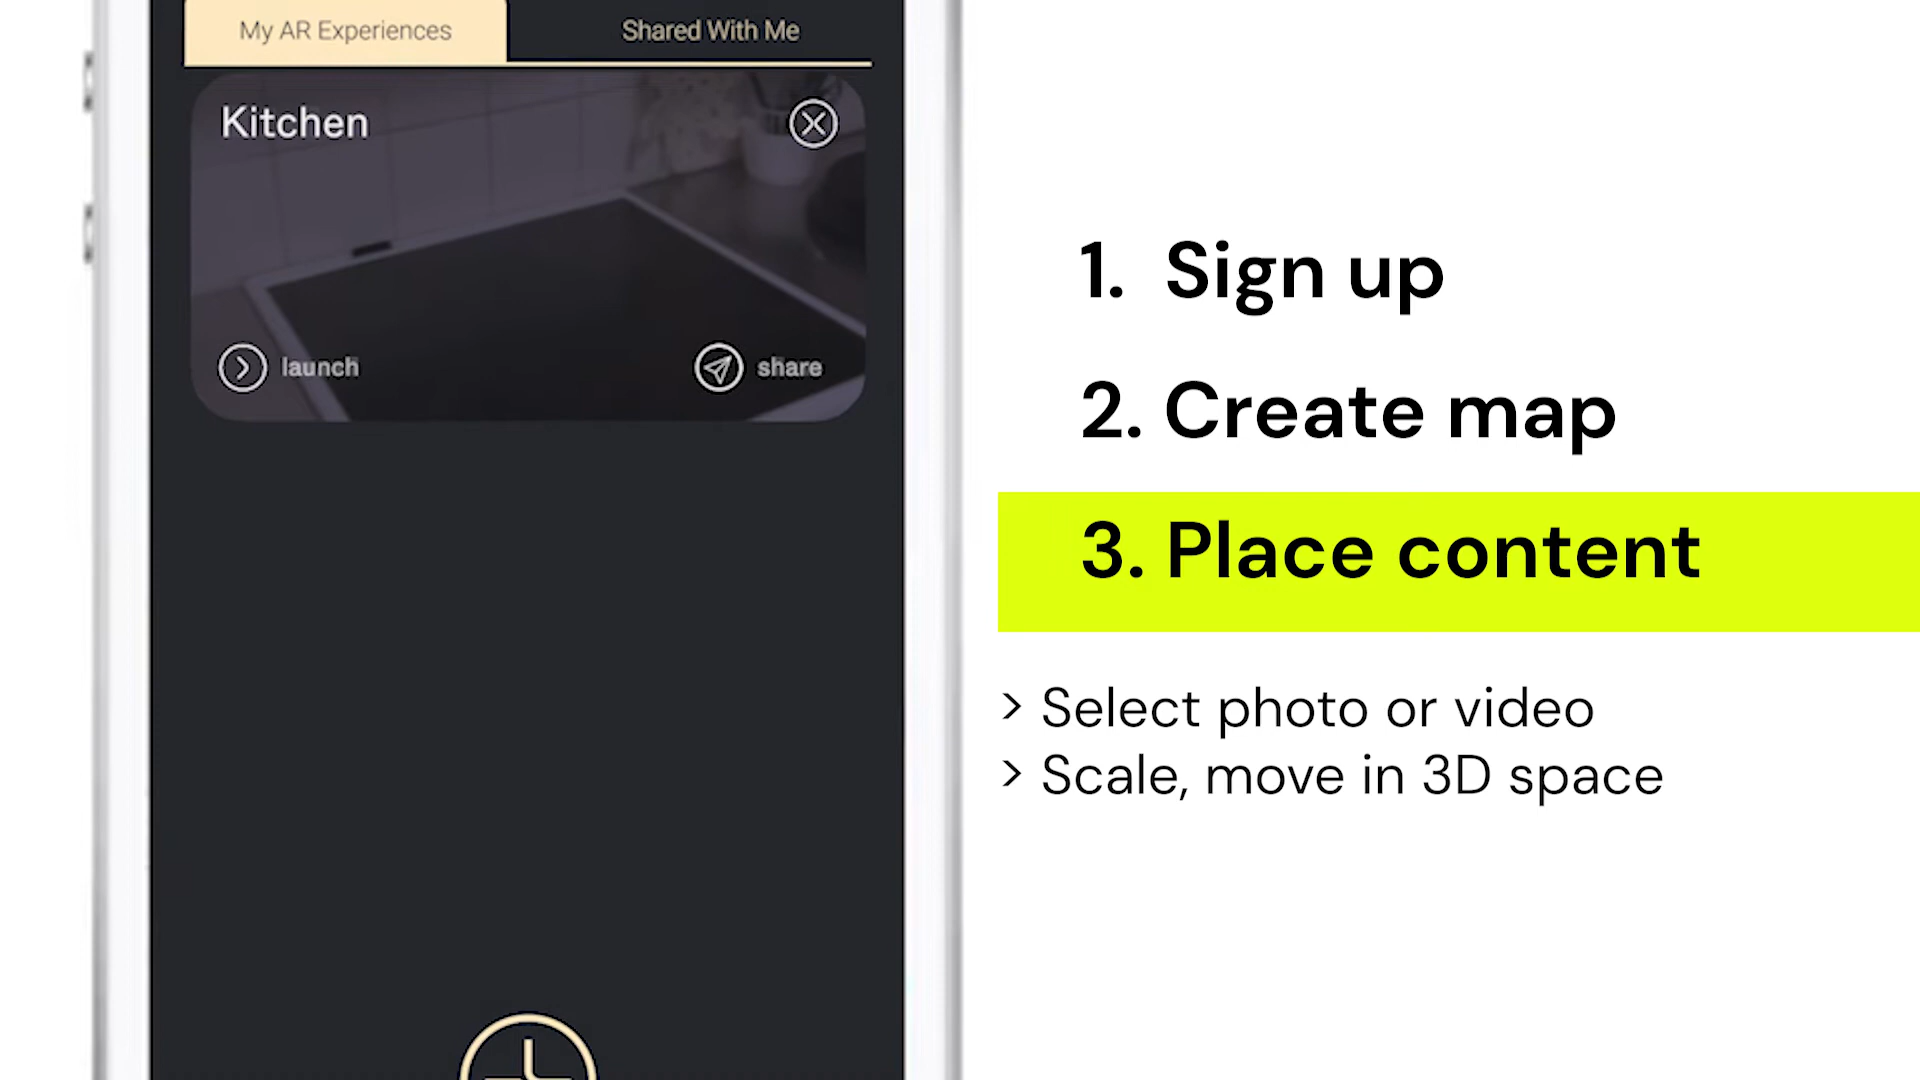 My AR Experiences
Shared With Me
Kitchen
launch
share
1. Sign up
2. Create map
3. Place content
> Select photo or video
> Scale, move in 3D space